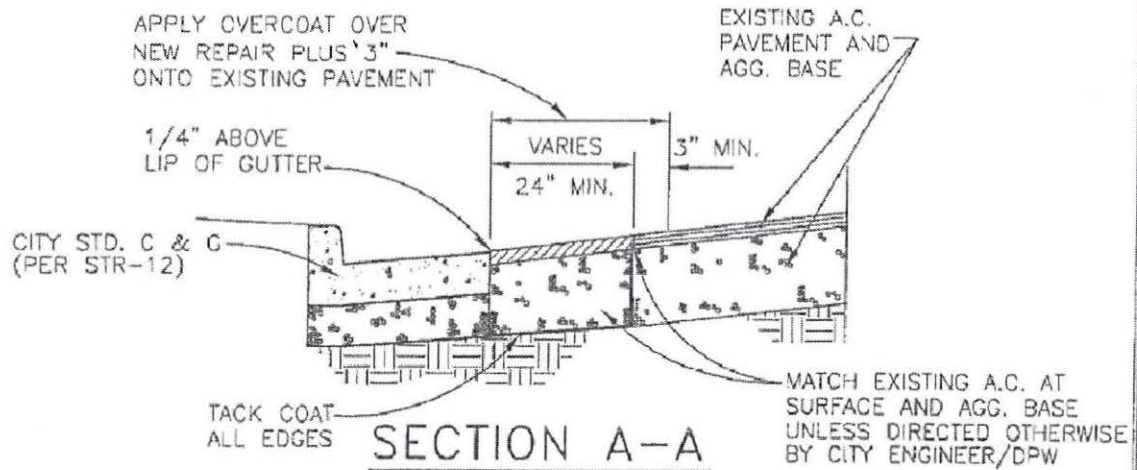 APPLY OVERCOAT OVER
NEW REPAIR PLUS 3"
ONTO EXISTING PAVEMENT
EXISTING A.C.
PAVEMENT AND
AGG. BASE
1/4" ABOVE
LIP OF GUTTER
VARIES
24" MIN.
3" MIN.
CITY STD. C & G
(PER STR-12)
TACK COAT
ALL EDGES
MATCH EXISTING A.C. AT
SURFACE AND AGG. BASE
UNLESS DIRECTED OTHERWISE
BY CITY ENGINEER/DPW
SECTION A-A